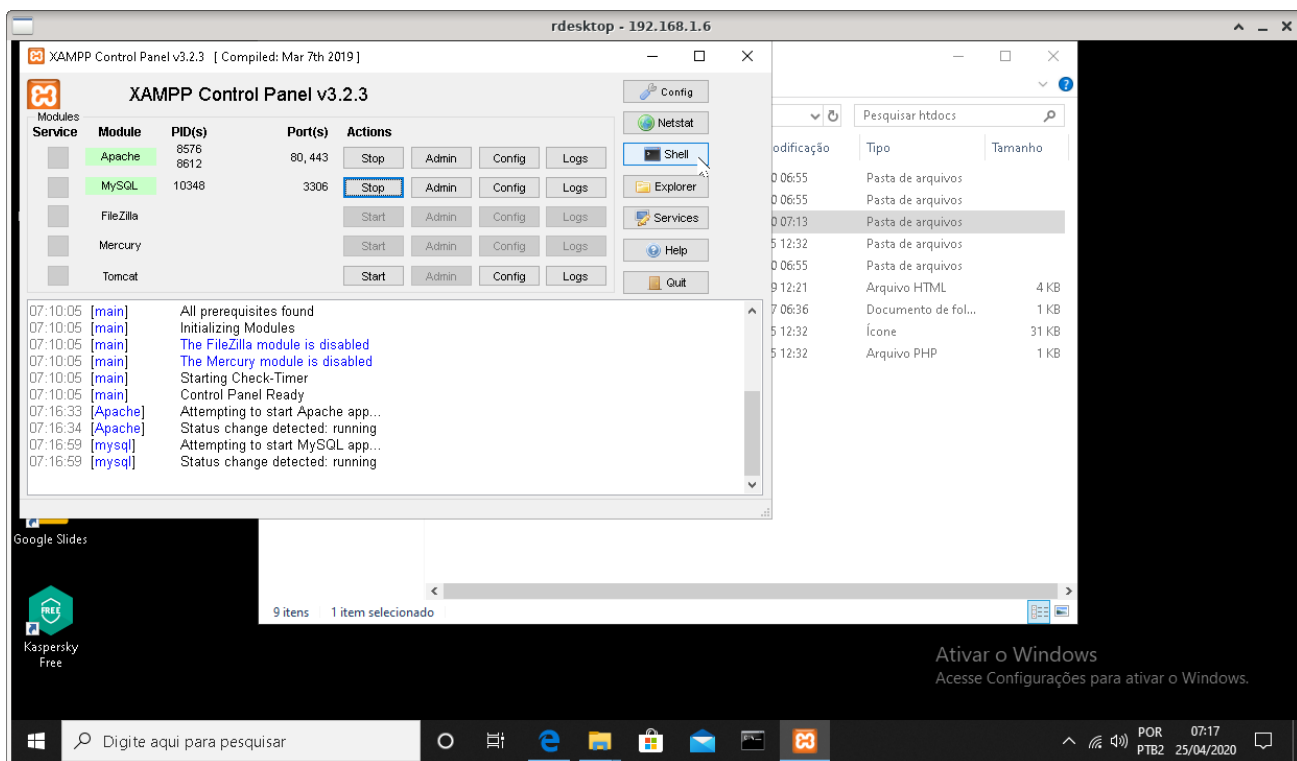 rdesktop - 192.168.1.6
XAMPP Control Panel v3.2.3 [ Compiled: Mar 7th 2019 ]
XAMPP Control Panel v3.2.3
Config
Modules
Service Module PID(s) Port(s) Actions
Netstat
Apache 8576 8612 80, 443 Stop Admin Config Logs
Shell
MySQL 10348 3306 Stop Admin Config Logs
Explorer
FileZilla Start Admin Config Logs
Services
Mercury Start Admin Config Logs
Help
Tomcat Start Admin Config Logs
Quit
07:10:05 [main] All prerequisites found
07:10:05 [main] Initializing Modules
07:10:05 [main] The FileZilla module is disabled
07:10:05 [main] The Mercury module is disabled
07:10:05 [main] Starting Check-Timer
07:10:05 [main] Control Panel Ready
07:16:33 [Apache] Attempting to start Apache app...
07:16:34 [Apache] Status change detected: running
07:16:59 [mysql] Attempting to start MySQL app...
07:16:59 [mysql] Status change detected: running
Pesquisar htdocs
odificação Tipo Tamanho
0 06:55 Pasta de arquivos
0 06:55 Pasta de arquivos
0 07:13 Pasta de arquivos
5 12:32 Pasta de arquivos
0 06:55 Pasta de arquivos
9 12:21 Arquivo HTML 4 KB
7 06:36 Documento de fol... 1 KB
5 12:32 Ícone 31 KB
5 12:32 Arquivo PHP 1 KB
9 itens 1 item selecionado
Google Slides
FREE
Kaspersky
Free
Ativar o Windows
Acesse Configurações para ativar o Windows.
Digite aqui para pesquisar
POR
PTB2
07:17
25/04/2020